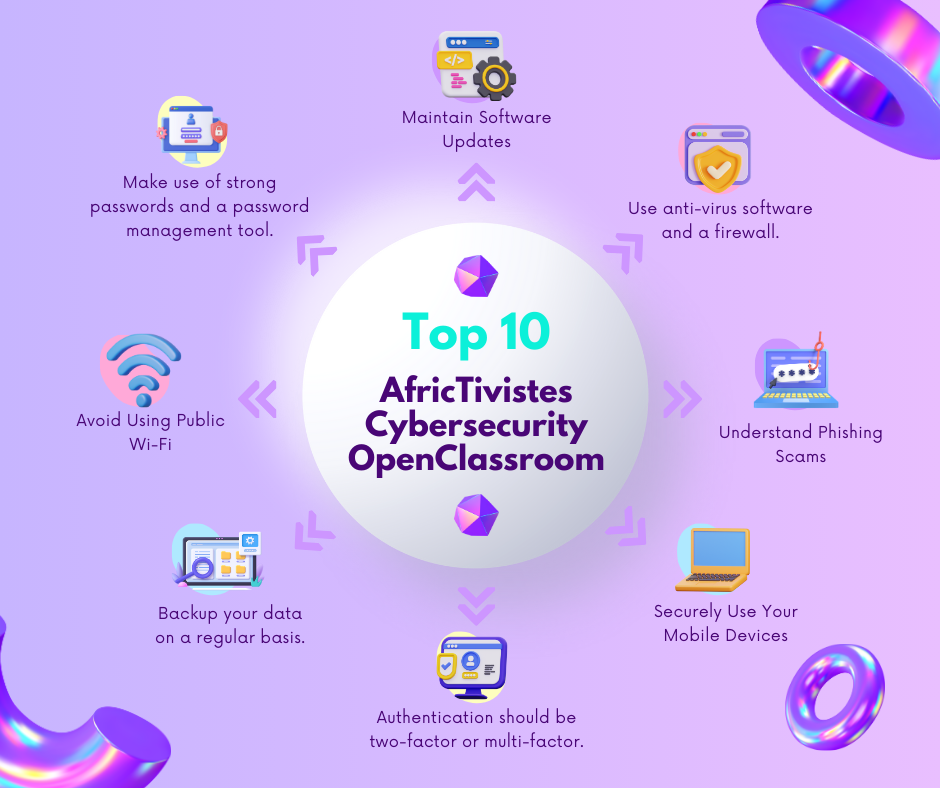 Maintain Software
Updates
Make use of strong
passwords and a password
management tool.
Use anti-virus software
and a firewall.
Top 10
AfricTivistes
Cybersecurity
OpenClassroom
Avoid Using Public
Wi-Fi
Understand Phishing
Scams
Backup your data
on a regular basis.
Securely Use Your
Mobile Devices
Authentication should be
two-factor or multi-factor.